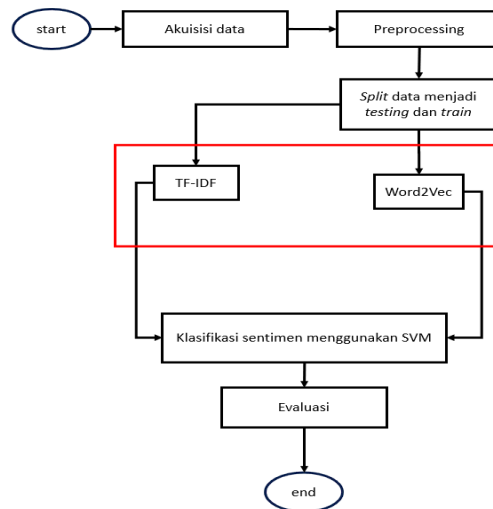 start
Akuisisi data
Preprocessing
Split data menjadi
testing dan train
TF-IDF
Word2Vec
Klasifikasi sentimen menggunakan SVM
Evaluasi
end